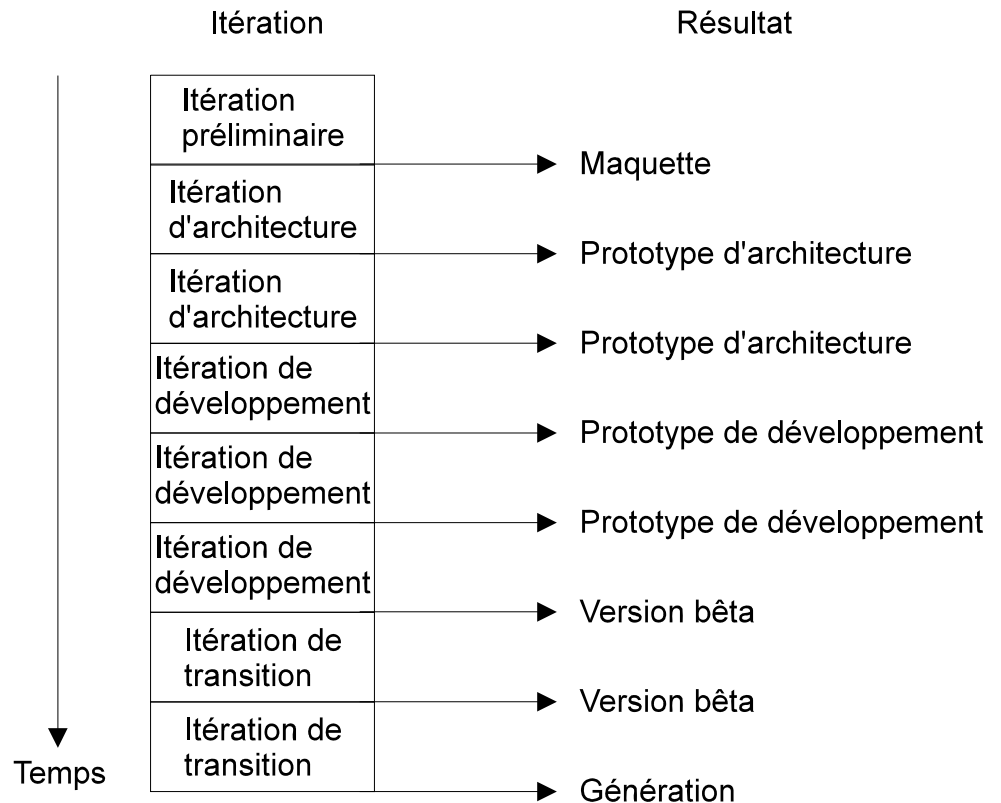 Itération
Résultat
Itération
préliminaire
Maquette
Itération
d'architecture
Prototype d'architecture
Itération
d'architecture
Prototype d'architecture
Itération de
développement
Prototype de développement
Itération de
développement
Prototype de développement
Itération de
développement
Version bêta
Itération de
transition
Version bêta
Itération de
transition
Temps
Génération